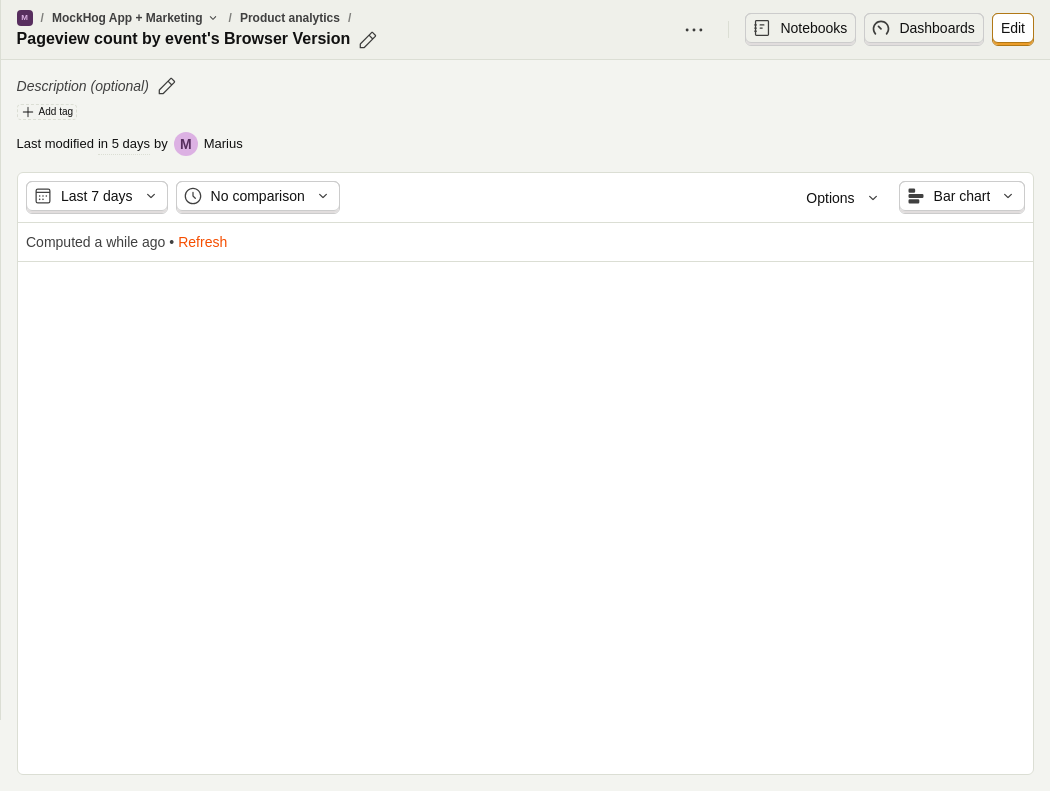 M / MockHog App + Marketing / Product analytics /
Pageview count by event's Browser Version
Notebooks
Dashboards
Edit
Description (optional)
Add tag
Last modified in 5 days by M Marius
Last 7 days
No comparison
Options
Bar chart
Computed a while ago • Refresh